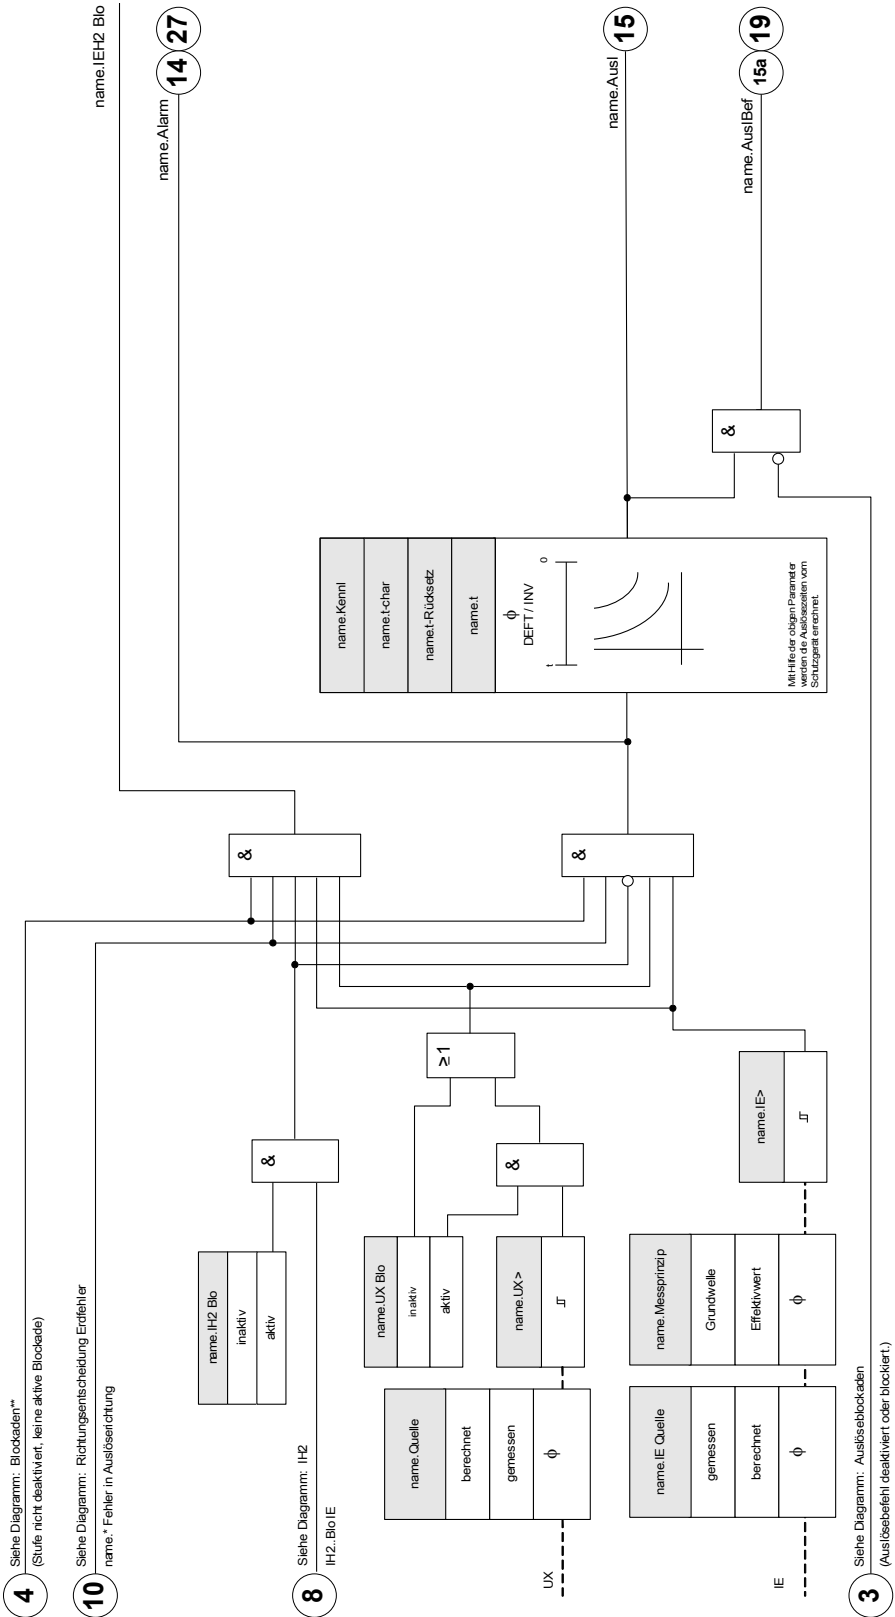 4
Siehe Diagramm: Blockaden**
(Stufe nicht deaktiviert, keine aktive Blockade)
10
Siehe Diagramm: Richtungsentscheidung Erdfehler
name.* Fehler in Auslöserichtung
name.IH2 Blo
inaktiv
aktiv
&
8
Siehe Diagramm: IH2
IH2.Blo IE
name.UX Blo
inaktiv
aktiv
name.Quelle
berechnet
gemessen
ϕ
name.UX>
&
≥1
UX
name.IE Quelle
gemessen
berechnet
ϕ
name.Messprinzip
Grundwelle
Effektivwert
ϕ
name.IE>
IE
3
Siehe Diagramm: Auslöseblockaden
(Auslösebefehl deaktiviert oder blockiert.)
&
&
name.Kennl
name.t-char
name.t-Rücksetz
name.t
ϕ
DEFT / INV
t
0
Mit Hilfe der obigen Parameter
werden die Auslösezeiten vom
Schutzgerät errechnet.
&
name.IEH2 Blo
name.Alarm
14
27
name.Ausl
15
name.AuslBef
15a
19